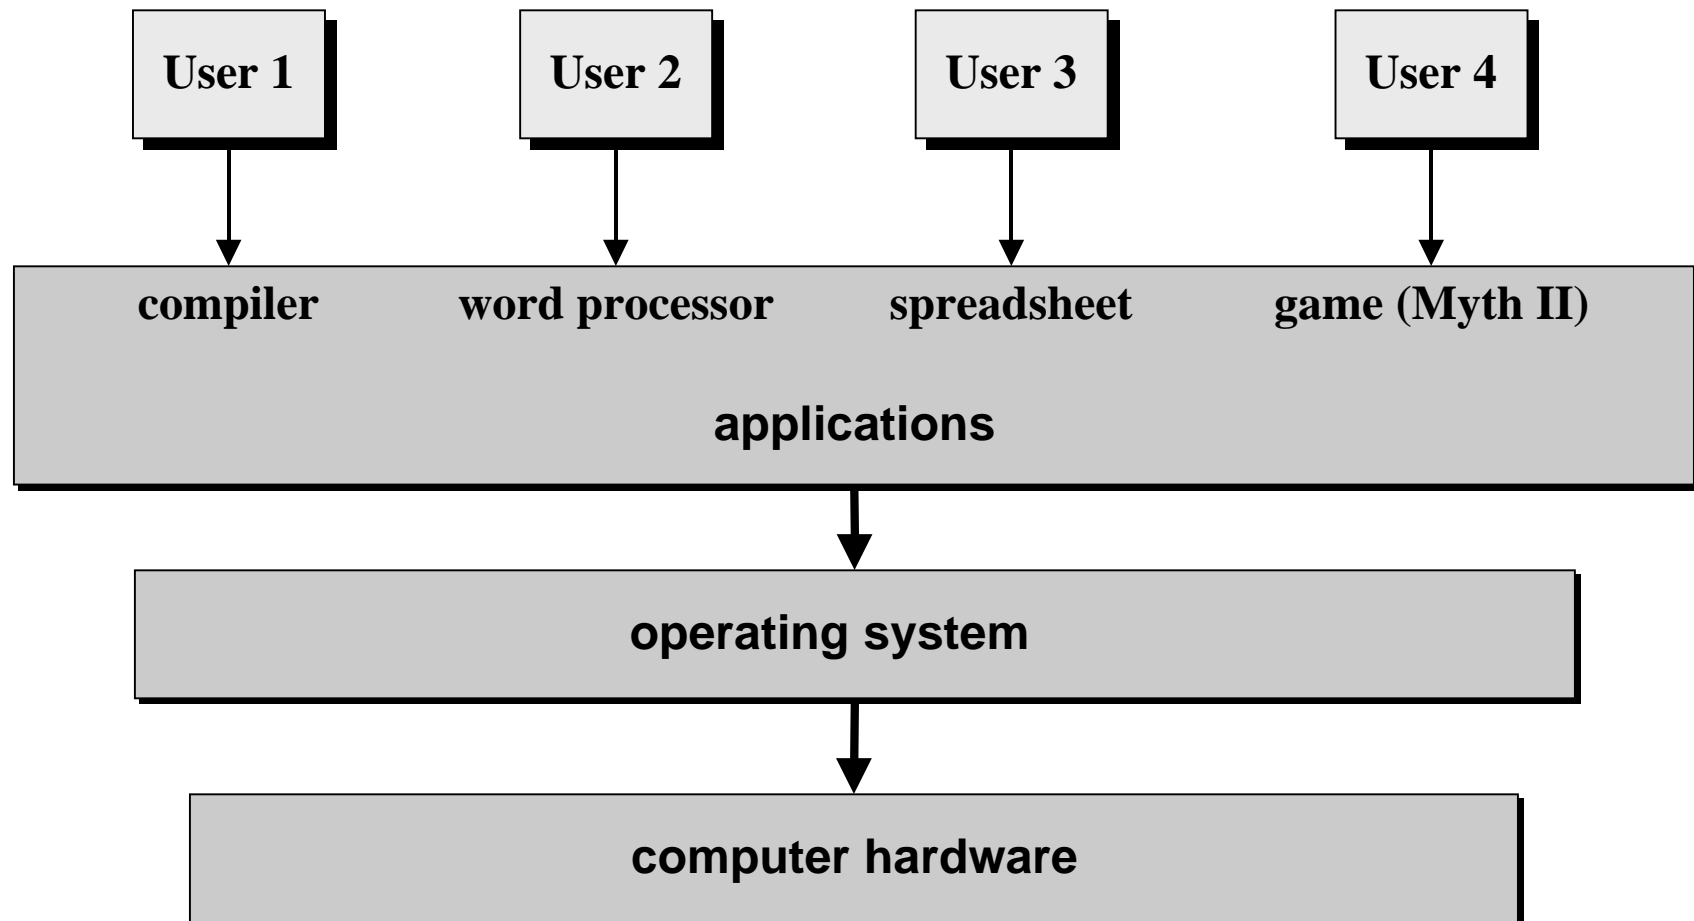 User 1 User 2 User 3 User 4
compiler word processor spreadsheet game (Myth II)
applications
operating system
computer hardware